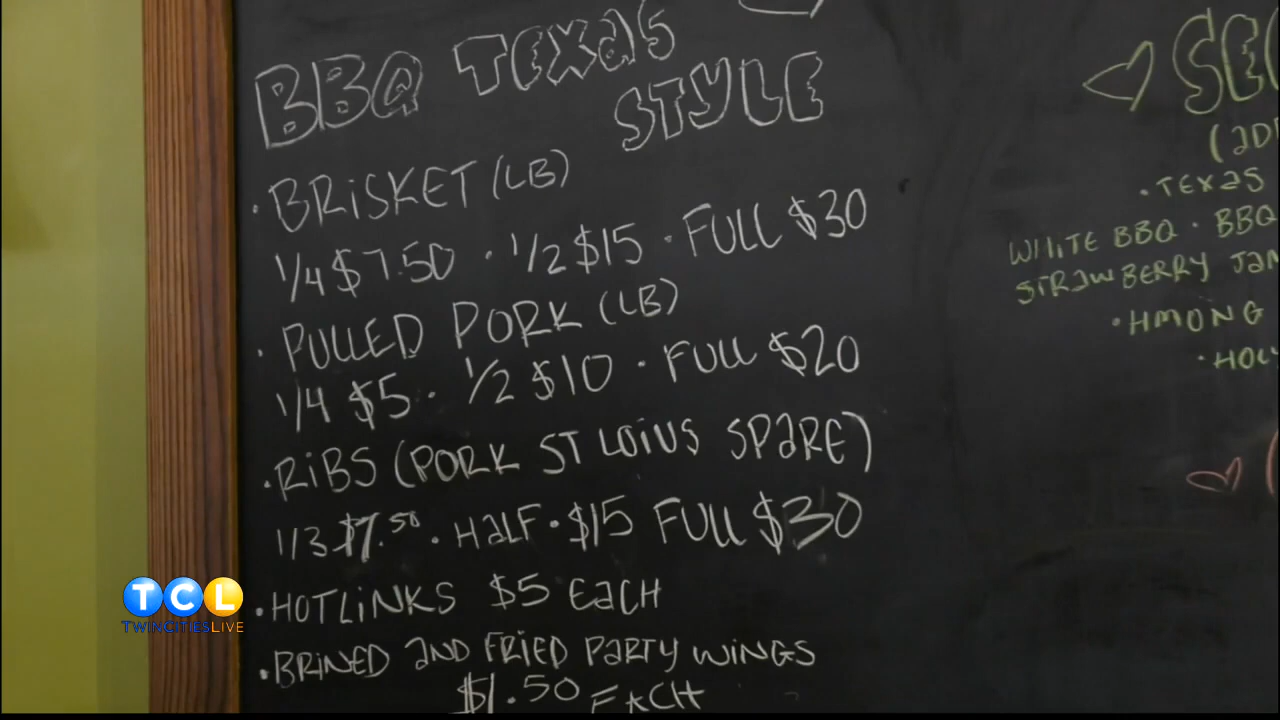 BBQ TEXAS
STYLE
· BRISKET (LB)
1/4 $7.50 · 1/2 $15 · FULL $30
· PULLED PORK (LB)
1/4 $5 · 1/2 $10 · FULL $20
· RIBS (PORK ST LOIUS SPARE)
1/3 $7.50 · HALF · $15 FULL $30
· HOTLINKS $5 EACH
· BRINED AND FRIED PARTY WINGS
$1.50 EACH
· TEXAS
WHITE BBQ · BBQ
STRAWBERRY
· HMONG
TCL
TWINCITIESLIVE